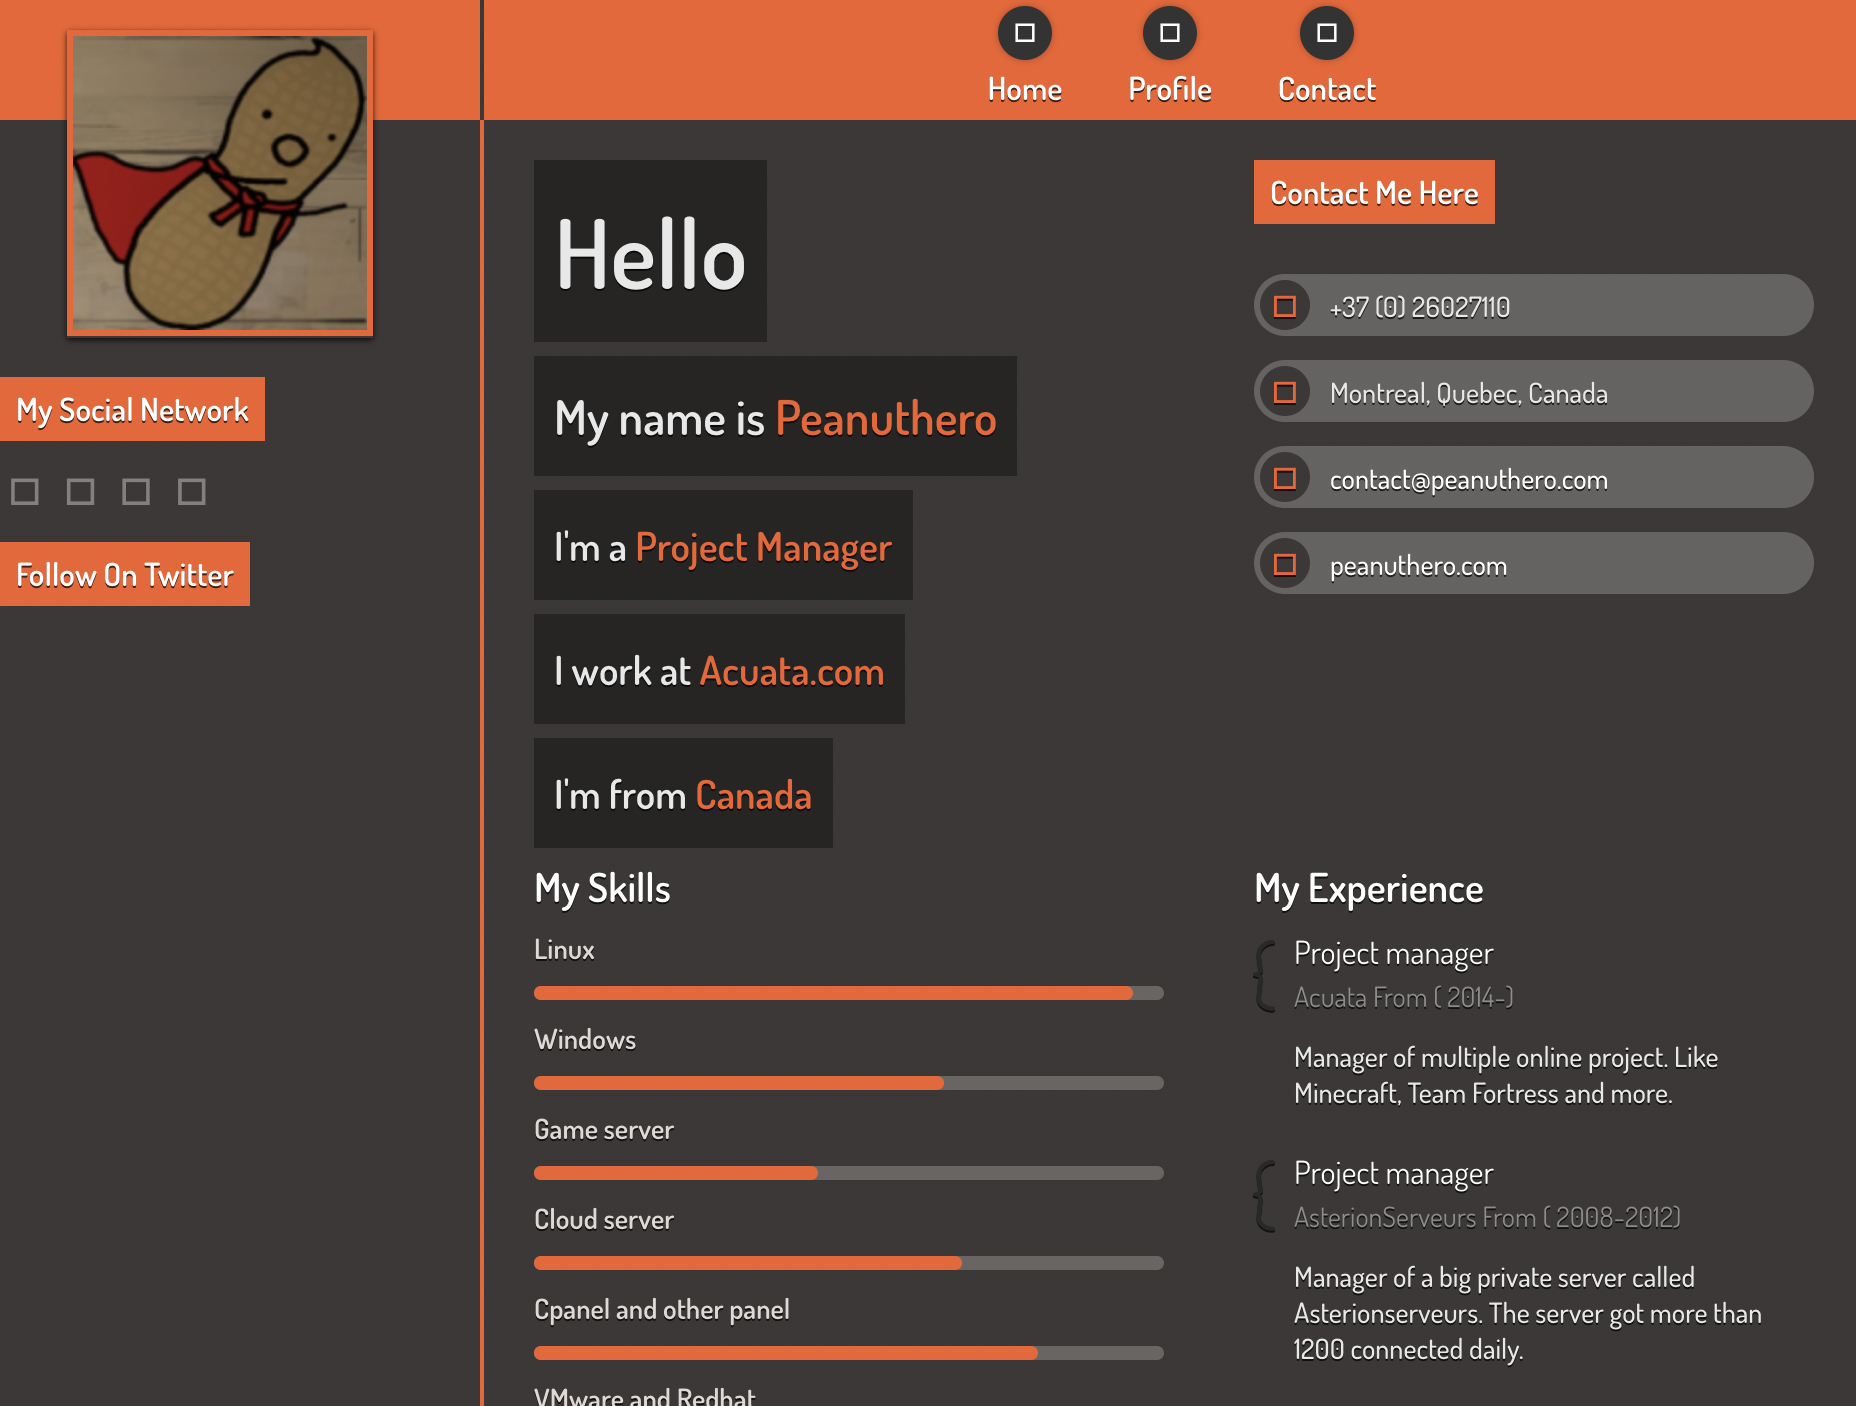 Home
Profile
Contact
My Social Network
Follow On Twitter
Hello
My name is Peanuthero
I'm a Project Manager
I work at Acuata.com
I'm from Canada
Contact Me Here
+37 (0) 26027110
Montreal, Quebec, Canada
contact@peanuthero.com
peanuthero.com
My Skills
Linux
Windows
Game server
Cloud server
Cpanel and other panel
VMware and Redhat
My Experience
Project manager
Acuata From ( 2014-)
Manager of multiple online project. Like
Minecraft, Team Fortress and more.
Project manager
AsterionServeurs From ( 2008-2012)
Manager of a big private server called
Asterionserveurs. The server got more than
1200 connected daily.